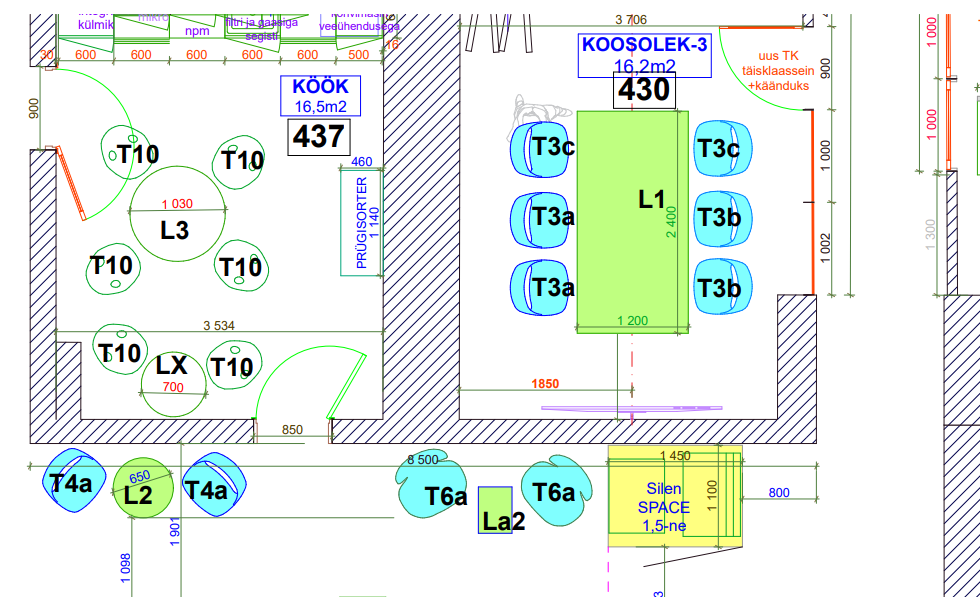 külmik
npm
filtri ja gaasiga
segisti
veeühendusega
16
30
600
600
600
600
600
500
3 706
KOOSOLEK-3
16,2m2
430
uus TK
täisklaassein
+käänduks
900
1 000
1 000
KÖÖK
16,5m2
437
900
T10
T10
T3c
T3c
1 000
460
1 030
L3
PRÜGISORTER
1 140
T3a
L1
2 400
T3b
1 002
1 300
T10
T10
T3a
T3b
3 534
1 200
T10
LX
T10
700
1850
850
8 500
1 450
T4a
650
L2
T4a
T6a
La2
T6a
Silen
SPACE
1,5-ne
1 100
800
1 901
1 098
3